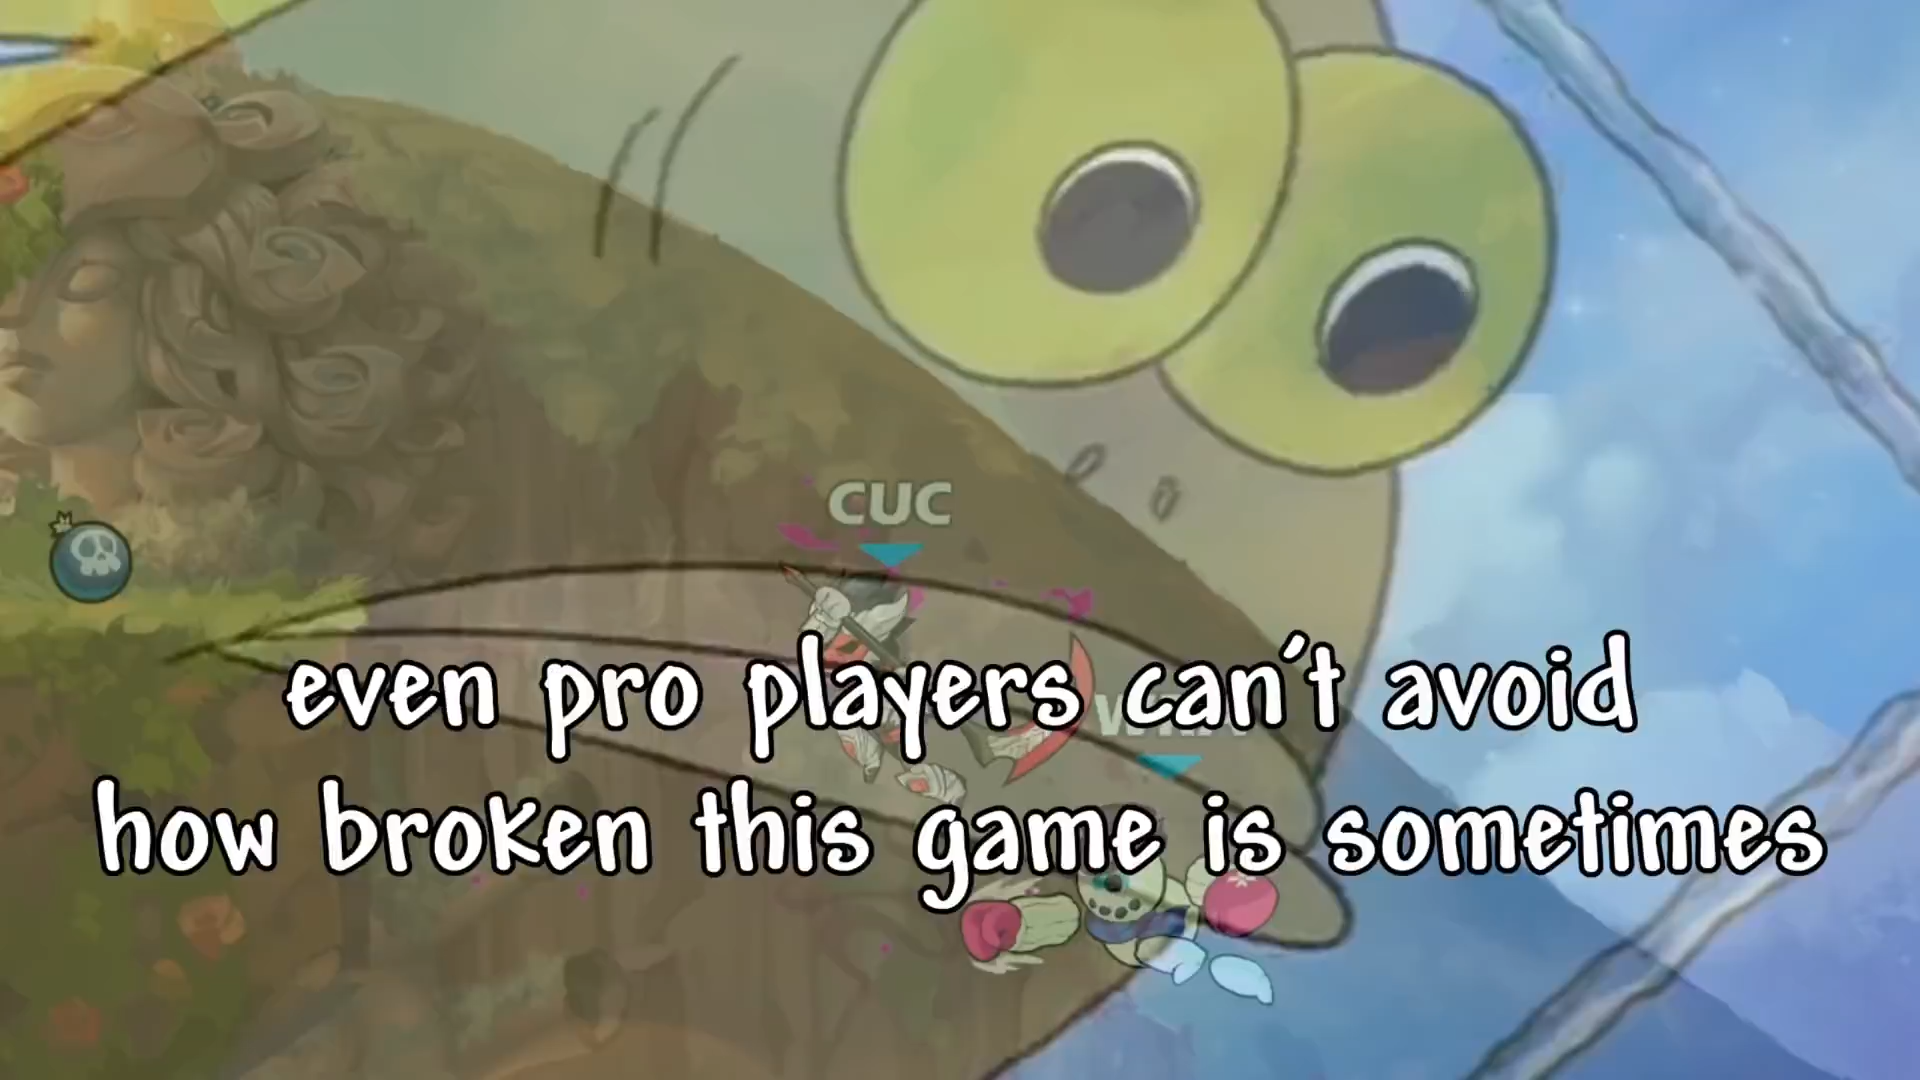 CUC
even pro players can't avoid
how broken this game is sometimes